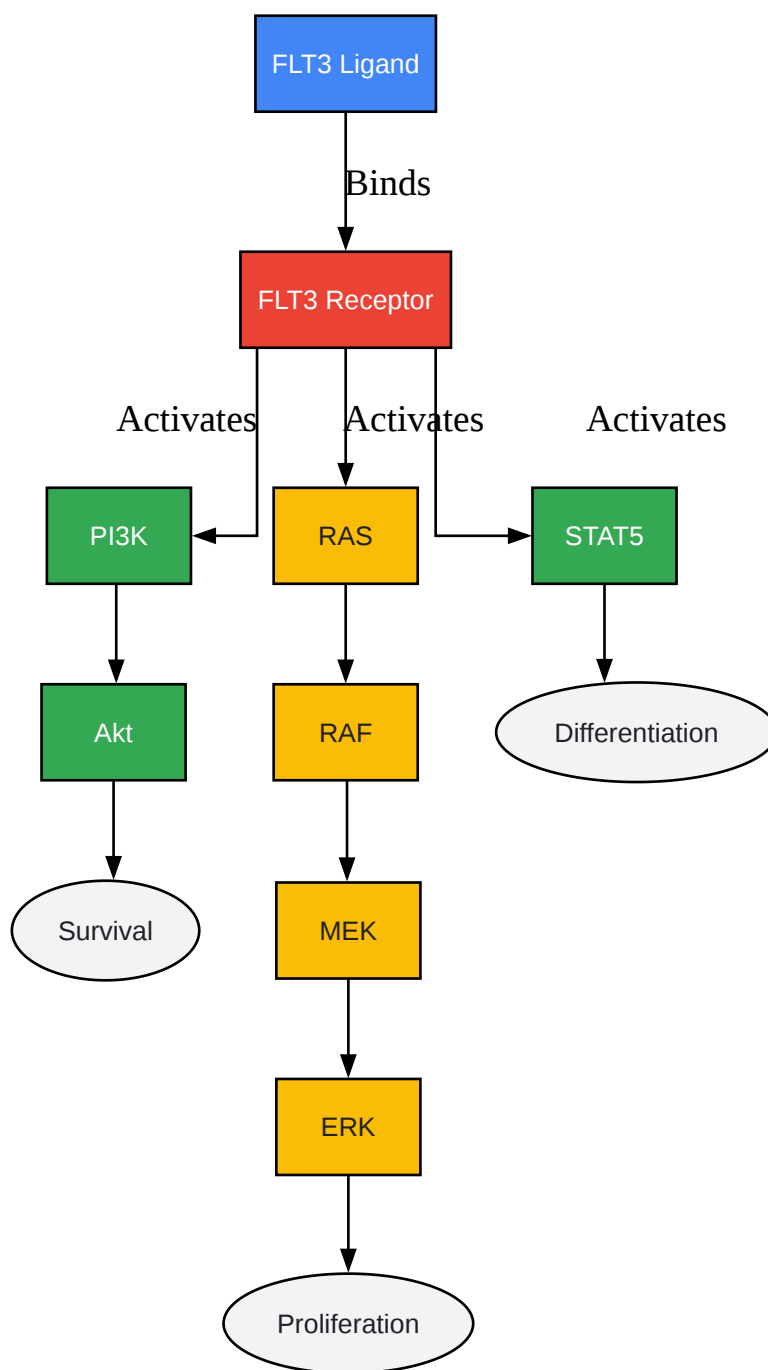 FLT3 Ligand
Binds
FLT3 Receptor
Activates
Activates
Activates
PI3K
RAS
STAT5
Akt
RAF
Differentiation
Survival
MEK
ERK
Proliferation